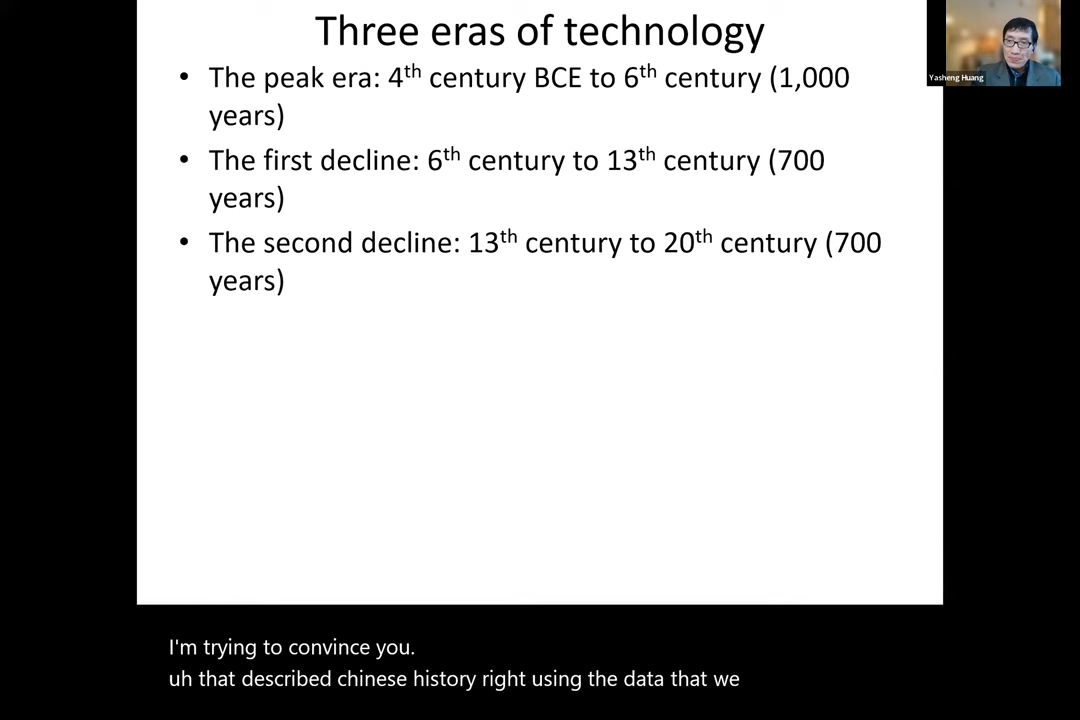 Three eras of technology
Yasheng Huang
• The peak era: 4th century BCE to 6th century (1,000
years)
• The first decline: 6th century to 13th century (700
years)
• The second decline: 13th century to 20th century (700
years)
I'm trying to convince you.
uh that described chinese history right using the data that we